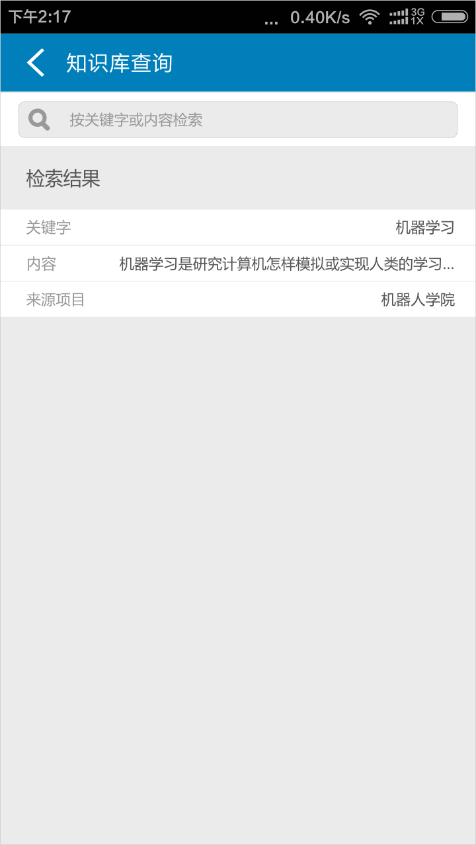 下午2:17 ... 0.40K/s 3G 1X
知识库查询
按关键字或内容检索
检索结果
关键字 机器学习
内容 机器学习是研究计算机怎样模拟或实现人类的学习...
来源项目 机器人学院